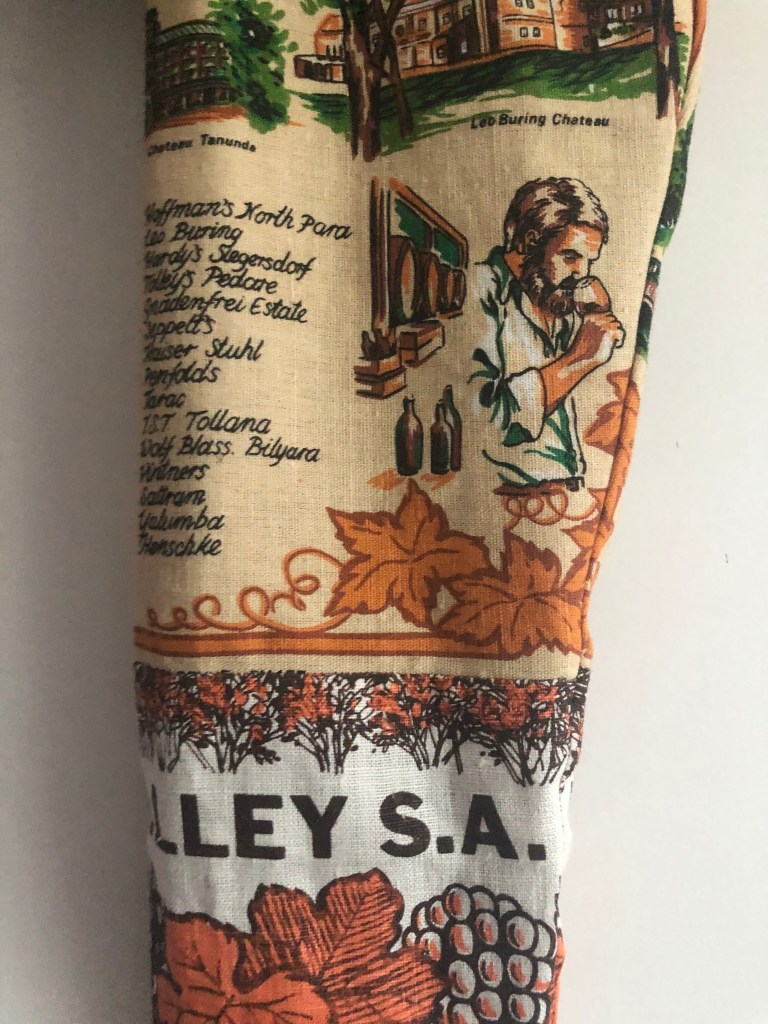 Chateau Tanunda
Leo Buring Chateau
Hoffman's North Para
Leo Buring
Hardy's Siegersdorf
Tolley's Pedare
Gnadenfrei Estate
Seppelt's
Kaiser Stuhl
Penfolds
Tarac
T.S.T Tollana
Wolf Blass. Bilyara
Vintners
Saltram
Yalumba
Henschke
LLEY S.A.